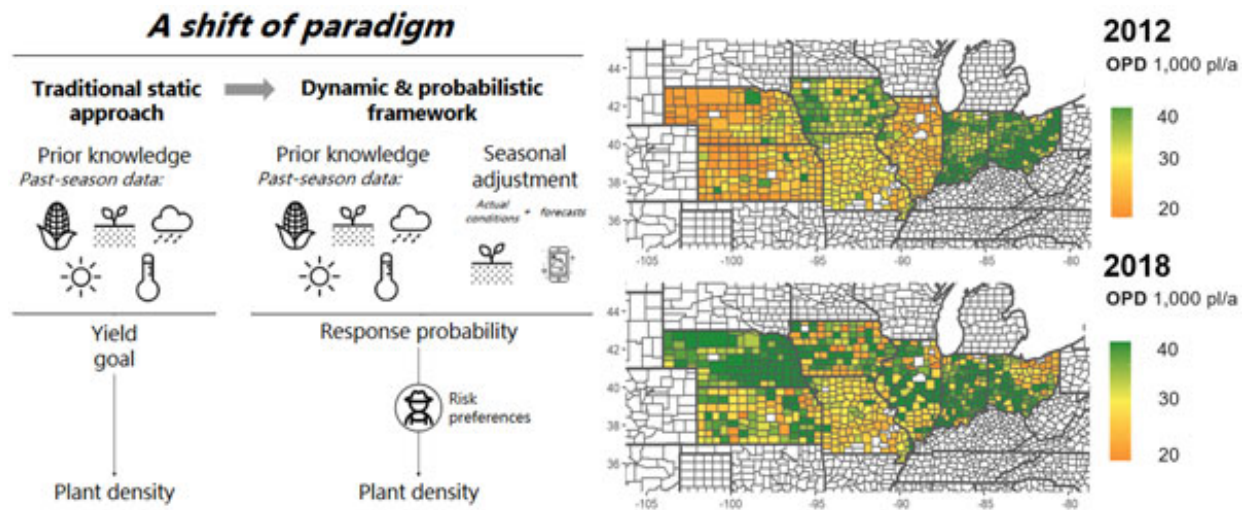 A shift of paradigm
Traditional static
approach
Prior knowledge
Past-season data:
Yield
goal
Plant density
Dynamic & probabilistic
framework
Prior knowledge
Past-season data:
Seasonal
adjustment
Actual
conditions + forecasts
Response probability
Risk
preferences
Plant density
2012
OPD 1,000 pl/a
40
30
20
44
42
40
38
36
-105 -100 -95 -90 -85 -80
2018
OPD 1,000 pl/a
40
30
20
44
42
40
38
36
-105 -100 -95 -90 -85 -80